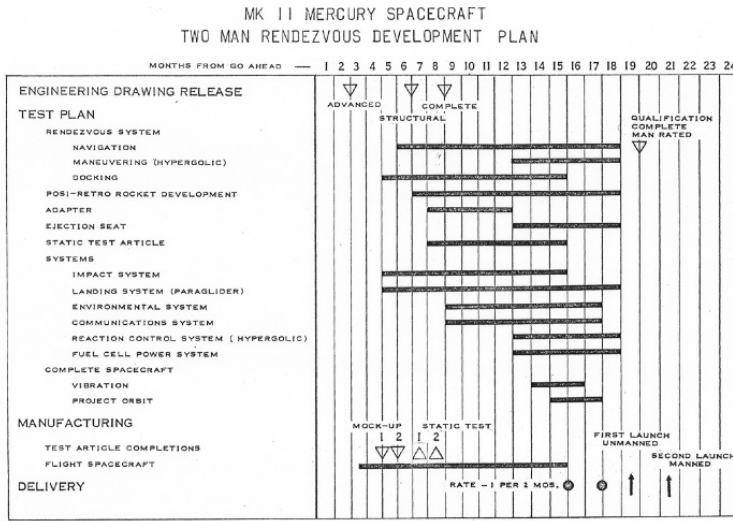 MK II MERCURY SPACECRAFT
TWO MAN RENDEZVOUS DEVELOPMENT PLAN
MONTHS FROM GO AHEAD — 1 2 3 4 5 6 7 8 9 10 11 12 13 14 15 16 17 18 19 20 21 22 23 24
ENGINEERING DRAWING RELEASE
ADVANCED
COMPLETE
STRUCTURAL
TEST PLAN
QUALIFICATION
COMPLETE
MAN RATED
RENDEZVOUS SYSTEM
NAVIGATION
MANEUVERING (HYPERGOLIC)
DOCKING
POSI-RETRO ROCKET DEVELOPMENT
ADAPTER
EJECTION SEAT
STATIC TEST ARTICLE
SYSTEMS
IMPACT SYSTEM
LANDING SYSTEM (PARAGLIDER)
ENVIRONMENTAL SYSTEM
COMMUNICATIONS SYSTEM
REACTION CONTROL SYSTEM (HYPERGOLIC)
FUEL CELL POWER SYSTEM
COMPLETE SPACECRAFT
VIBRATION
PROJECT ORBIT
MANUFACTURING
MOCK-UP STATIC TEST
1 2 1 2
TEST ARTICLE COMPLETIONS
FLIGHT SPACECRAFT
FIRST LAUNCH
UNMANNED
SECOND LAUNCH
MANNED
DELIVERY
RATE - 1 PER 2 MOS.